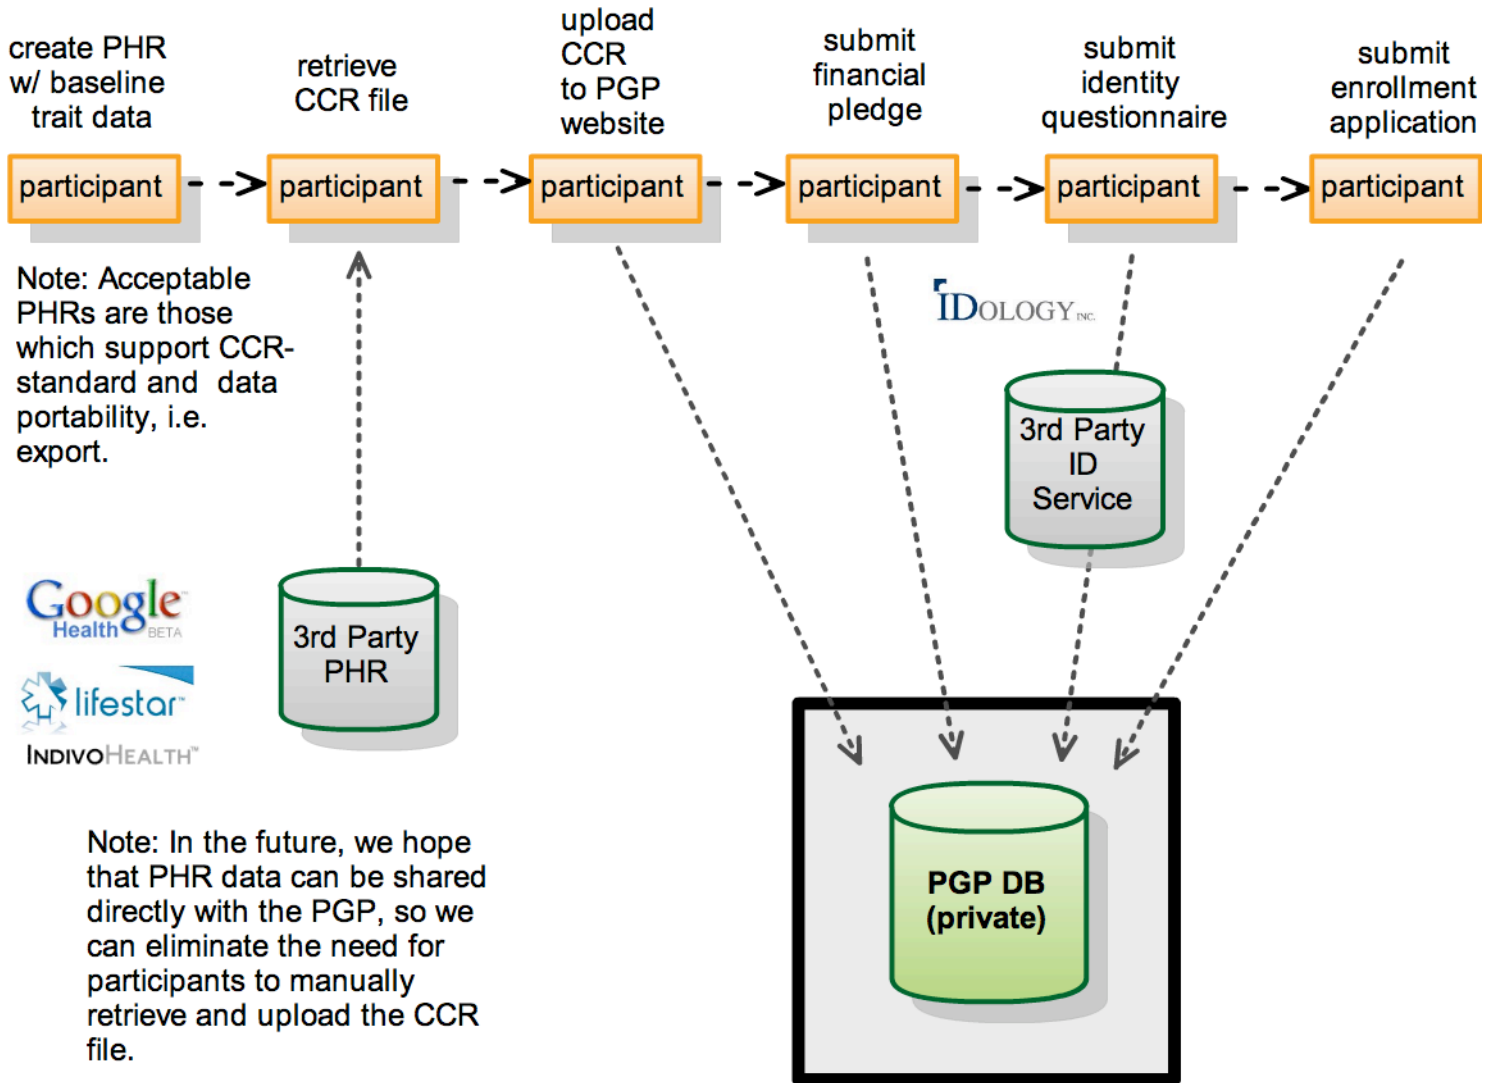 create PHR
w/ baseline
trait data
retrieve
CCR file
upload
CCR
to PGP
website
submit
financial
pledge
submit
identity
questionnaire
submit
enrollment
application
participant
participant
participant
participant
participant
participant
Note: Acceptable
PHRs are those
which support CCR-
standard and data
portability, i.e.
export.
IDOLOGY INC.
3rd Party
ID
Service
Google™
Health BETA
lifestar™
INDIVOHEALTH™
3rd Party
PHR
PGP DB
(private)
Note: In the future, we hope
that PHR data can be shared
directly with the PGP, so we
can eliminate the need for
participants to manually
retrieve and upload the CCR
file.